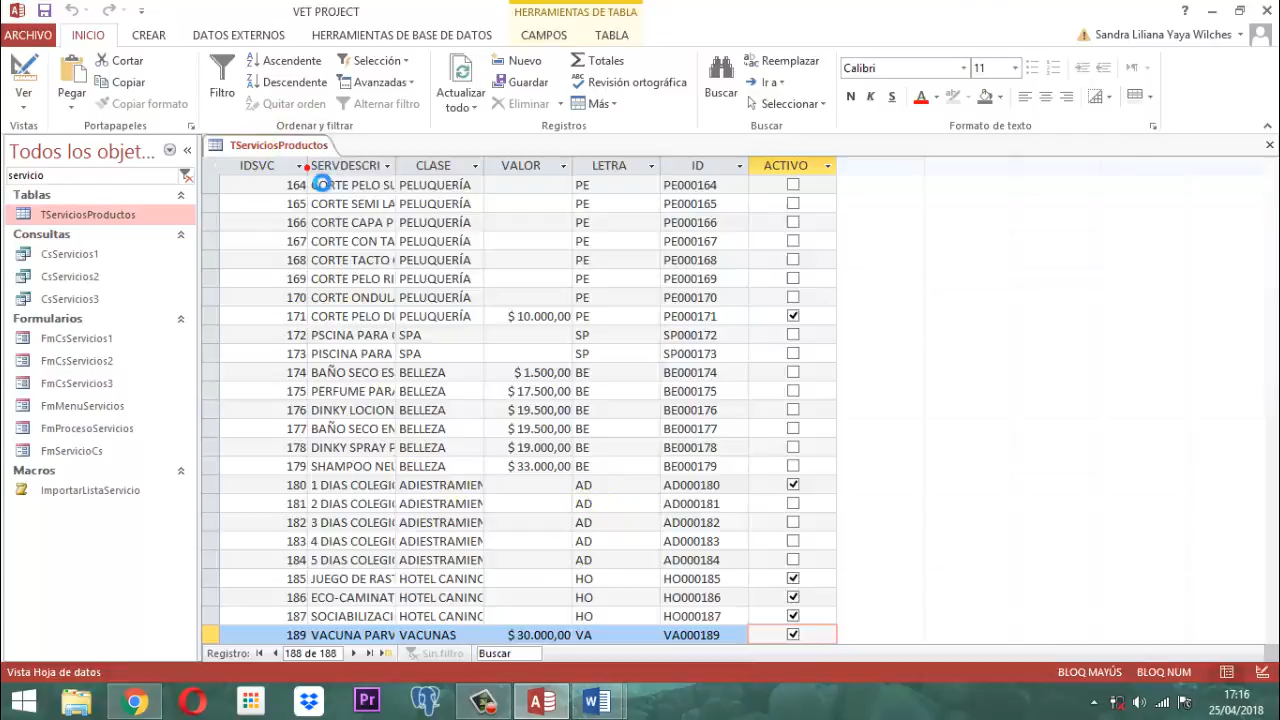 VET PROJECT
HERRAMIENTAS DE TABLA
ARCHIVO INICIO CREAR DATOS EXTERNOS HERRAMIENTAS DE BASE DE DATOS CAMPOS TABLA
Sandra Liliana Yaya Wilches
Ver
Vistas
Pegar
Cortar
Copiar
Copiar formato
Portapapeles
Filtro
Ascendente
Descendente
Quitar orden
Selección
Avanzadas
Alternar filtro
Ordenar y filtrar
Actualizar
todo
Nuevo
Guardar
Eliminar
Totales
Revisión ortográfica
Más
Registros
Buscar
Reemplazar
Ir a
Seleccionar
Buscar
Calibri 11
N K S A
Formato de texto
Todos los objet...
servicio
Tablas
TServiciosProductos
Consultas
CsServicios1
CsServicios2
CsServicios3
Formularios
FmCsServicios1
FmCsServicios2
FmCsServicios3
FmMenuServicios
FmProcesoServicios
FmServicioCs
Macros
ImportarListaServicio
TServiciosProductos
IDSVC SERVDESCRI CLASE VALOR LETRA ID ACTIVO
164 CORTE PELO SU PELUQUERÍA PE PE000164
165 CORTE SEMI LA PELUQUERÍA PE PE000165
166 CORTE CAPA P PELUQUERÍA PE PE000166
167 CORTE CON TA PELUQUERÍA PE PE000167
168 CORTE TACTO PELUQUERÍA PE PE000168
169 CORTE PELO RI PELUQUERÍA PE PE000169
170 CORTE ONDUL PELUQUERÍA PE PE000170
171 CORTE PELO DU PELUQUERÍA $ 10.000,00 PE PE000171
172 PSCINA PARA SPA SP SP000172
173 PISCINA PARA SPA SP SP000173
174 BAÑO SECO ES BELLEZA $ 1.500,00 BE BE000174
175 PERFUME PAR BELLEZA $ 17.500,00 BE BE000175
176 DINKY LOCION BELLEZA $ 19.500,00 BE BE000176
177 BAÑO SECO EN BELLEZA $ 19.500,00 BE BE000177
178 DINKY SPRAY P BELLEZA $ 19.000,00 BE BE000178
179 SHAMPOO NEU BELLEZA $ 33.000,00 BE BE000179
180 1 DIAS COLEGI ADIESTRAMIEN AD AD000180
181 2 DIAS COLEGI ADIESTRAMIEN AD AD000181
182 3 DIAS COLEGI ADIESTRAMIEN AD AD000182
183 4 DIAS COLEGI ADIESTRAMIEN AD AD000183
184 5 DIAS COLEGI ADIESTRAMIEN AD AD000184
185 JUEGO DE RAS HOTEL CANINO HO HO000185
186 ECO-CAMINAT HOTEL CANINO HO HO000186
187 SOCIABILIZACI HOTEL CANINO HO HO000187
189 VACUNA PARV VACUNAS $ 30.000,00 VA VA000189
Registro: 188 de 188 Sin filtro Buscar
Vista Hoja de datos BLOQ MAYÚS BLOQ NUM
Pr
17:16
25/04/2018